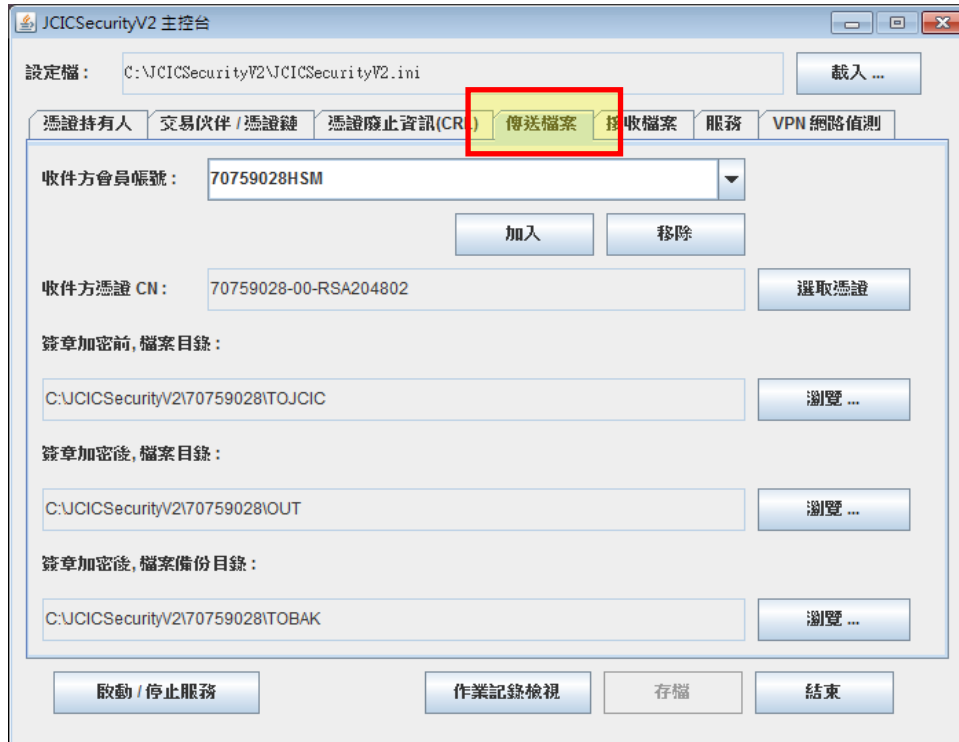 JCICSecurityV2 主控台
設定檔： C:\JCICSecurityV2\JCICSecurityV2.ini 載入 ...
憑證持有人 交易伙伴 / 憑證鏈 憑證廢止資訊(CRL) 傳送檔案 接收檔案 服務 VPN 網路偵測
收件方會員帳號： 70759028HSM
加入 移除
收件方憑證 CN： 70759028-00-RSA204802 選取憑證
簽章加密前, 檔案目錄：
C:\JCICSecurityV2\70759028\TOJCIC 瀏覽 ...
簽章加密後, 檔案目錄：
C:\JCICSecurityV2\70759028\OUT 瀏覽 ...
簽章加密後, 檔案備份目錄：
C:\JCICSecurityV2\70759028\TOBAK 瀏覽 ...
啟動 / 停止服務 作業記錄檢視 存檔 結束